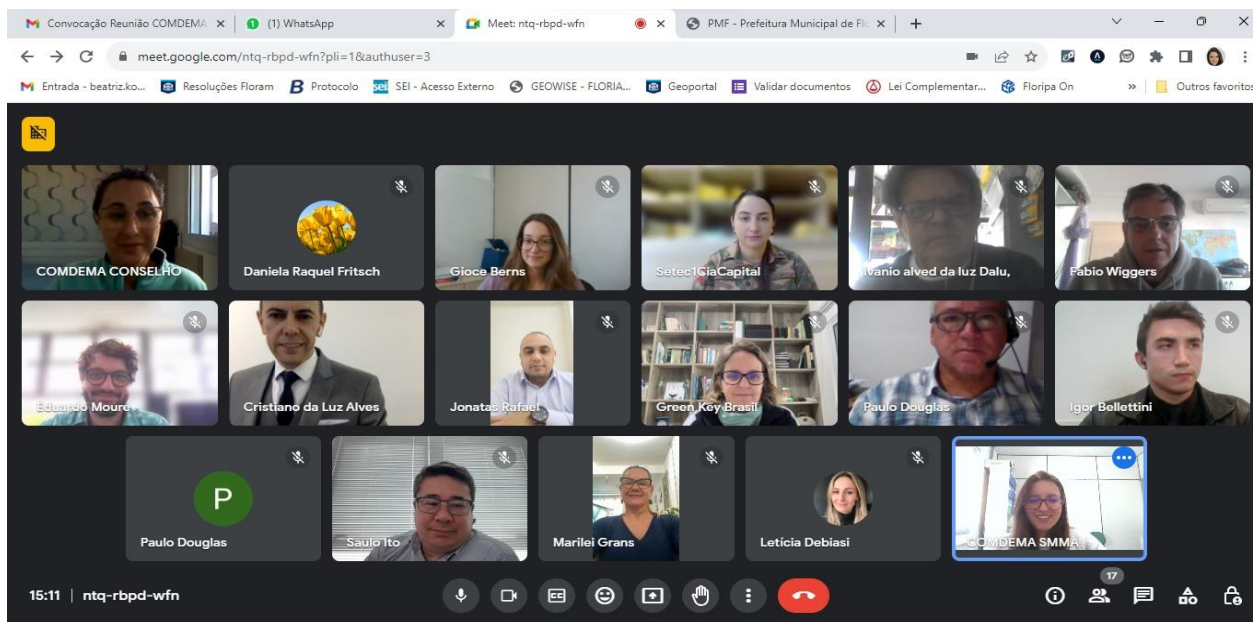 Convocação Reunião COMDEMA
(1) WhatsApp
Meet: ntq-rbpd-wfn
PMF - Prefeitura Municipal de Flo
meet.google.com/ntq-rbpd-wfn?pli=1&authuser=3
Entrada - beatriz.ko...
Resoluções Floram
B Protocolo
sei! SEI - Acesso Externo
GEOWISE - FLORIA...
Geoportal
Validar documentos
Lei Complementar...
Floripa On
»
Outros favoritos
COMDEMA CONSELHO
Daniela Raquel Fritsch
Gioce Berns
Setec1CiaCapital
Ivanio alved da luz Dalu,
Fabio Wiggers
Eduardo Moure
Cristiano da Luz Alves
Jonatas Rafael
Green Key Brasil
Paulo Douglas
Igor Bellettini
P
Paulo Douglas
Saulo Ito
Marilei Grans
Letícia Debiasi
COMDEMA SMMA
15:11 | ntq-rbpd-wfn
17